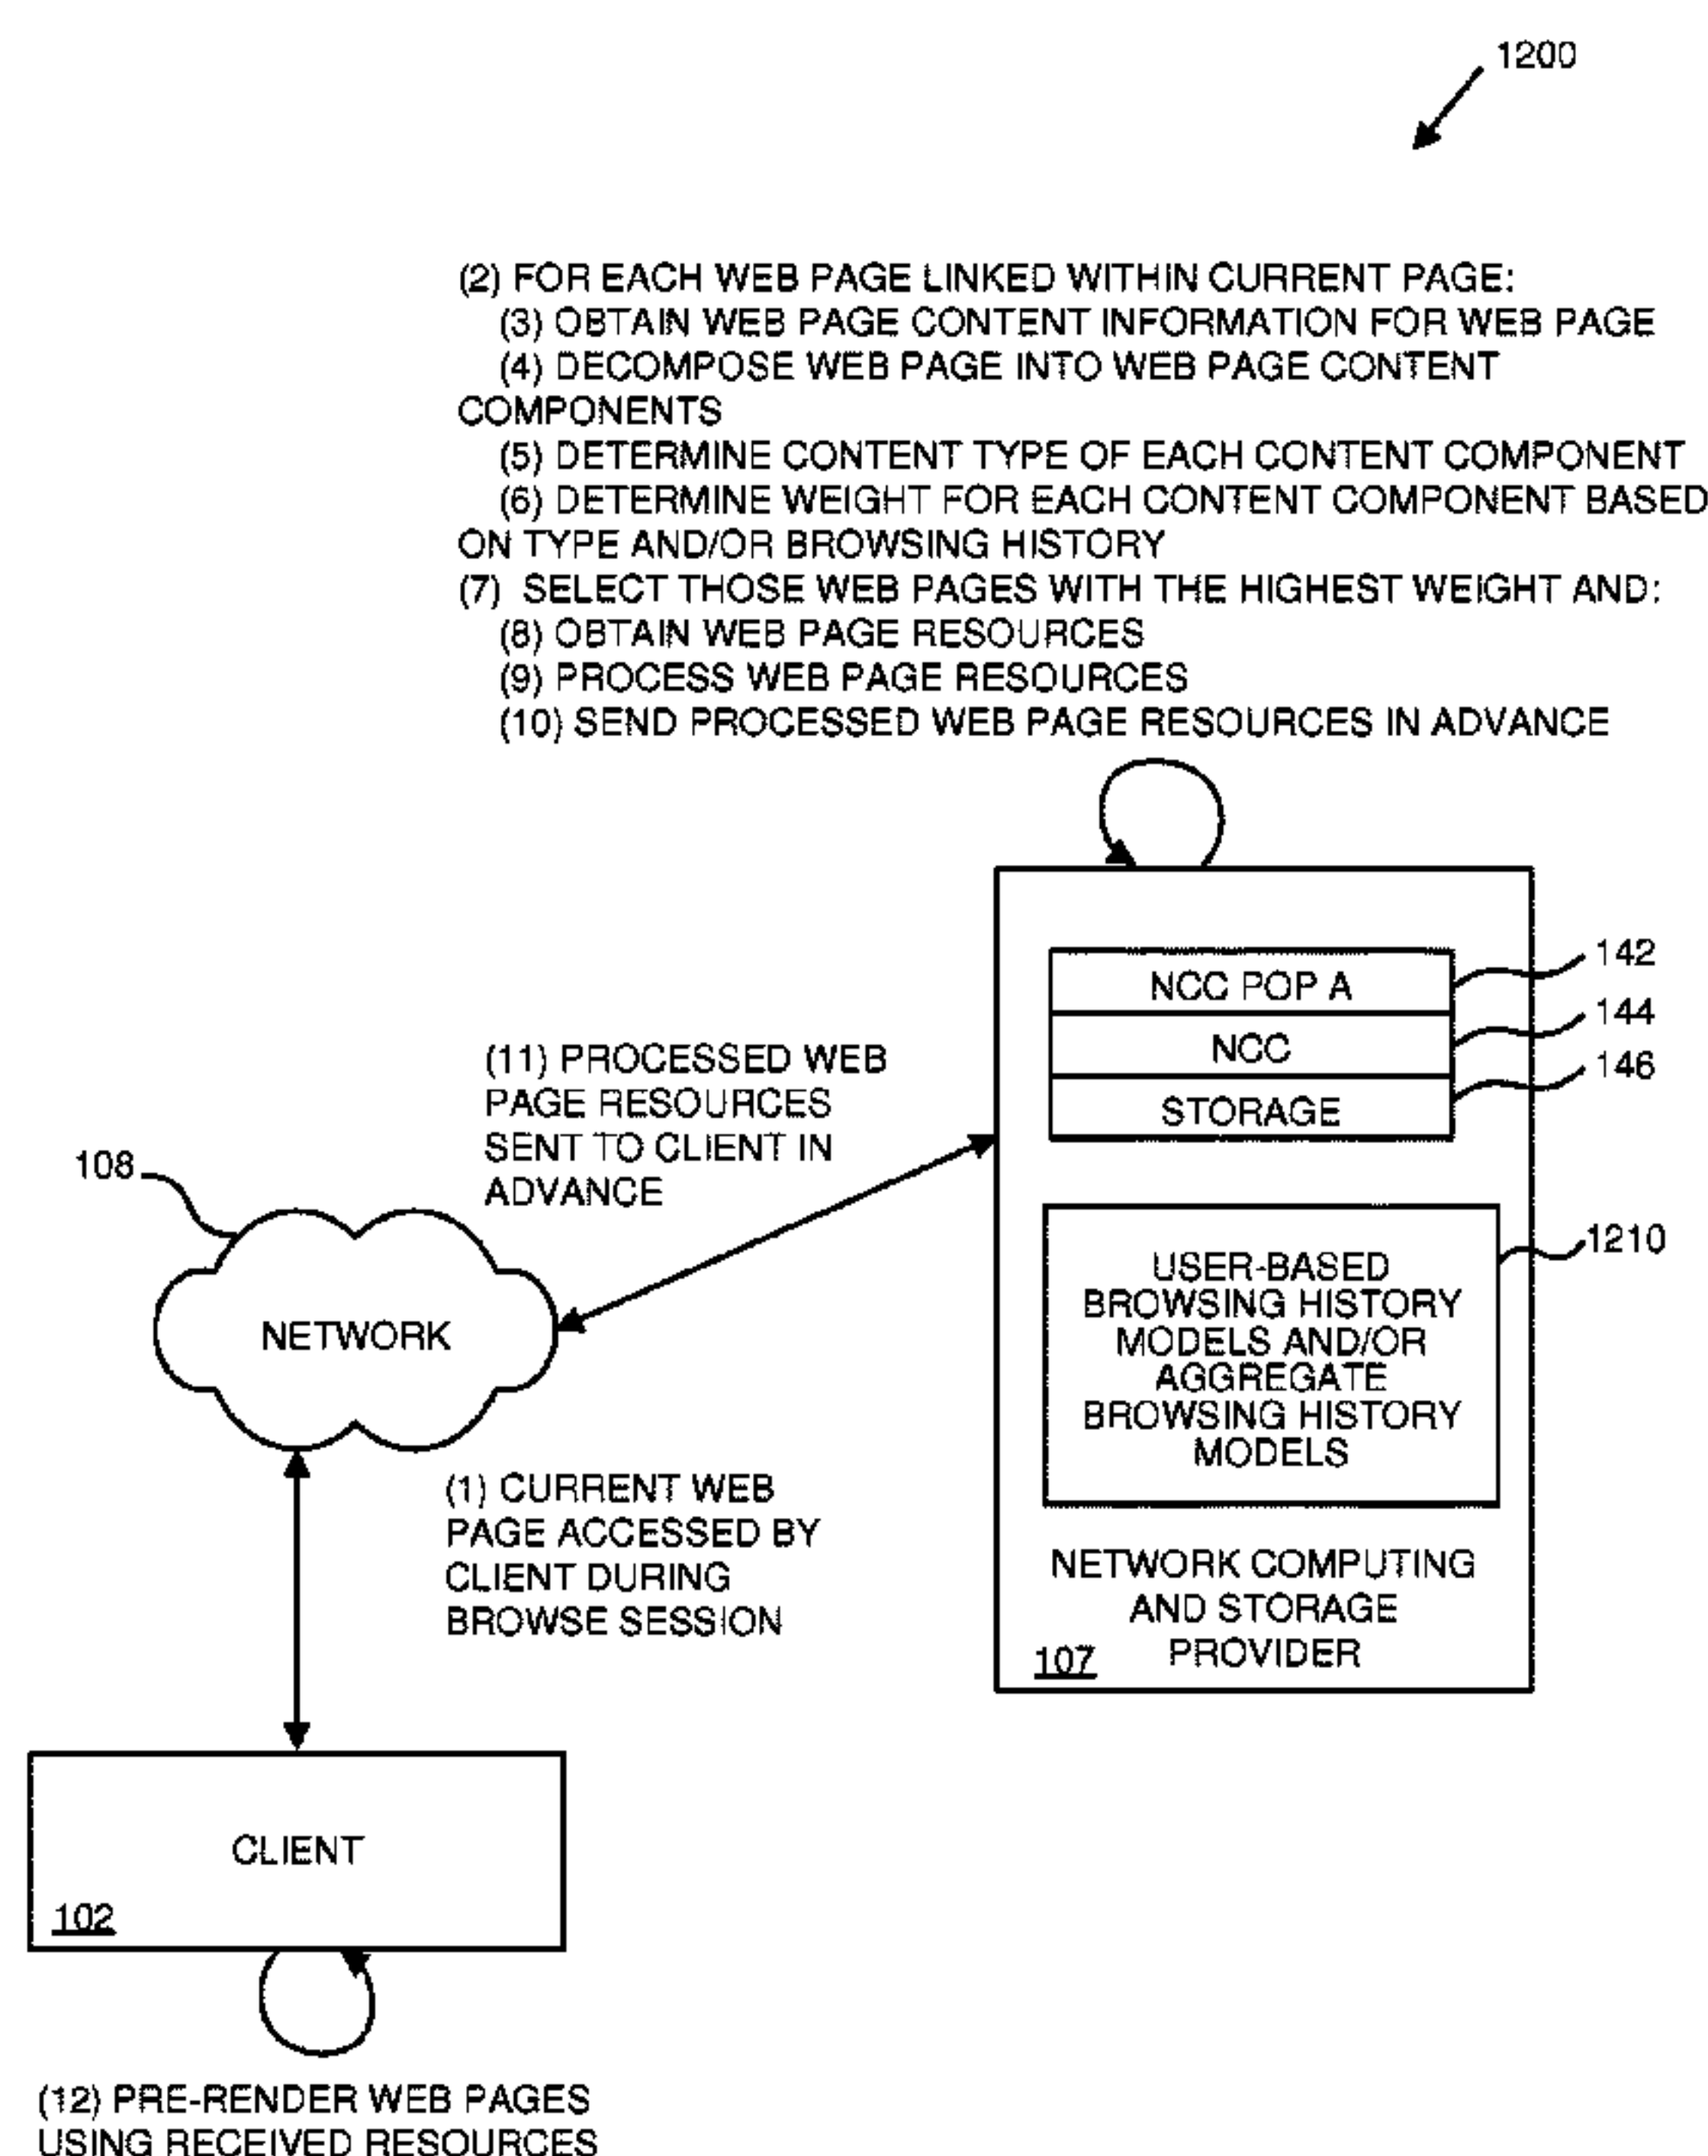 1200
(2) FOR EACH WEB PAGE LINKED WITHIN CURRENT PAGE:
(3) OBTAIN WEB PAGE CONTENT INFORMATION FOR WEB PAGE
(4) DECOMPOSE WEB PAGE INTO WEB PAGE CONTENT
COMPONENTS
(5) DETERMINE CONTENT TYPE OF EACH CONTENT COMPONENT
(6) DETERMINE WEIGHT FOR EACH CONTENT COMPONENT BASED
ON TYPE AND/OR BROWSING HISTORY
(7) SELECT THOSE WEB PAGES WITH THE HIGHEST WEIGHT AND:
(8) OBTAIN WEB PAGE RESOURCES
(9) PROCESS WEB PAGE RESOURCES
(10) SEND PROCESSED WEB PAGE RESOURCES IN ADVANCE
NCC POP A
142
NCC
144
STORAGE
146
(11) PROCESSED WEB
PAGE RESOURCES
SENT TO CLIENT IN
ADVANCE
108
NETWORK
1210
USER-BASED
BROWSING HISTORY
MODELS AND/OR
AGGREGATE
BROWSING HISTORY
MODELS
(1) CURRENT WEB
PAGE ACCESSED BY
CLIENT DURING
BROWSE SESSION
NETWORK COMPUTING
AND STORAGE
PROVIDER
107
CLIENT
102
(12) PRE-RENDER WEB PAGES
USING RECEIVED RESOURCES